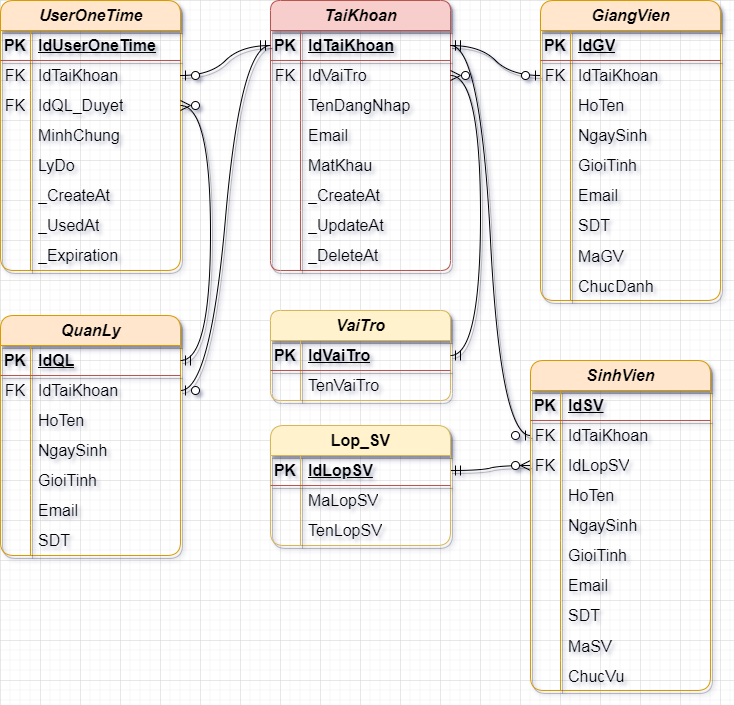 UserOneTime
PK IdUserOneTime
FK IdTaiKhoan
FK IdQL_Duyet
MinhChung
LyDo
_CreateAt
_UsedAt
_Expiration
TaiKhoan
PK IdTaiKhoan
FK IdVaiTro
TenDangNhap
Email
MatKhau
_CreateAt
_UpdateAt
_DeleteAt
GiangVien
PK IdGV
FK IdTaiKhoan
HoTen
NgaySinh
GioiTinh
Email
SDT
MaGV
ChucDanh
QuanLy
PK IdQL
FK IdTaiKhoan
HoTen
NgaySinh
GioiTinh
Email
SDT
VaiTro
PK IdVaiTro
TenVaiTro
Lop_SV
PK IdLopSV
MaLopSV
TenLopSV
SinhVien
PK IdSV
FK IdTaiKhoan
FK IdLopSV
HoTen
NgaySinh
GioiTinh
Email
SDT
MaSV
ChucVu